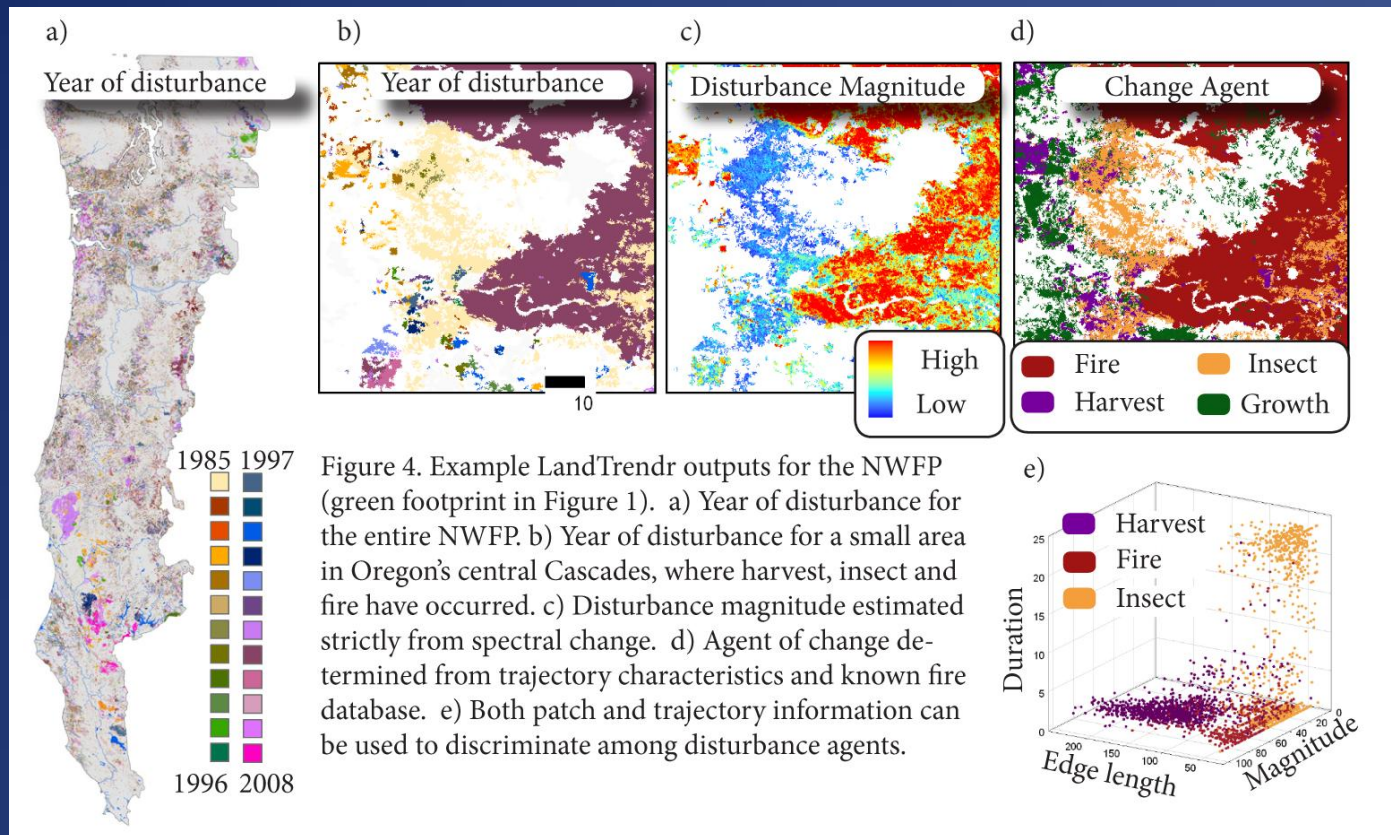 a)
Year of disturbance
b)
Year of disturbance
10
c)
Disturbance Magnitude
High
Low
d)
Change Agent
Fire
Insect
Harvest
Growth
1985 1997
1996 2008
Figure 4. Example LandTrendr outputs for the NWFP
(green footprint in Figure 1). a) Year of disturbance for
the entire NWFP. b) Year of disturbance for a small area
in Oregon's central Cascades, where harvest, insect and
fire have occurred. c) Disturbance magnitude estimated
strictly from spectral change. d) Agent of change de-
termined from trajectory characteristics and known fire
database. e) Both patch and trajectory information can
be used to discriminate among disturbance agents.
e)
Harvest
Fire
Insect
Duration
25
20
15
10
5
0
Edge length
200
150
100
50
Magnitude
100
80
60
40
20
0